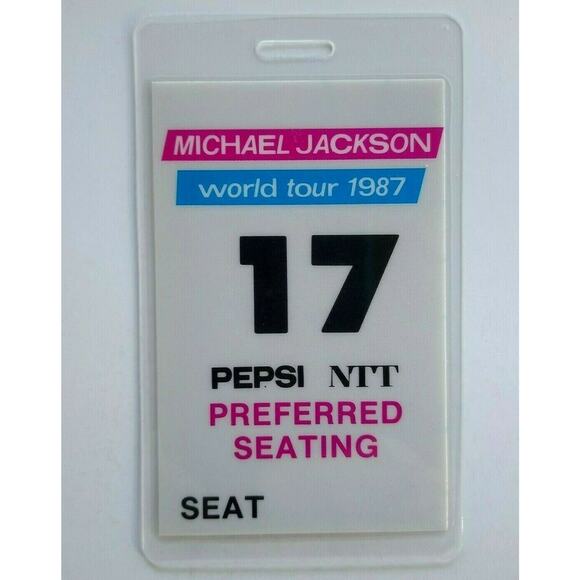 MICHAEL JACKSON
world tour 1987
17
PEPSI NTT
PREFERRED
SEATING
SEAT